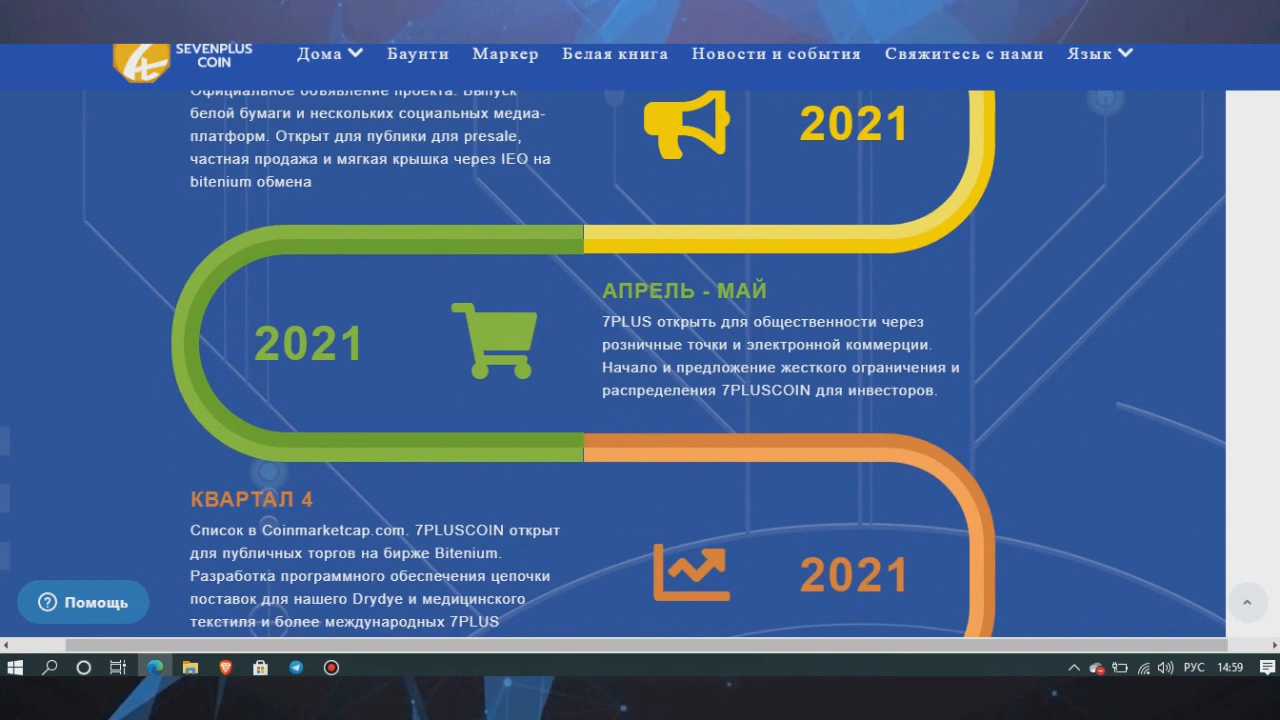 SEVENPLUS
COIN
Дома Баунти Маркер Белая книга Новости и события Свяжитесь с нами Язык
Официальное объявление проекта. Выпуск
белой бумаги и нескольких социальных медиа-
платформ. Открыт для публики для presale,
частная продажа и мягкая крышка через IEO на
bitenium обмена
2021
АПРЕЛЬ - МАЙ
7PLUS открыть для общественности через
розничные точки и электронной коммерции.
Начало и предложение жесткого ограничения и
распределения 7PLUSCOIN для инвесторов.
2021
КВАРТАЛ 4
Список в Coinmarketcap.com. 7PLUSCOIN открыт
для публичных торгов на бирже Bitenium.
Разработка программного обеспечения цепочки
поставок для нашего Drydye и медицинского
текстиля и более международных 7PLUS
2021
Помощь
РУС 14:59